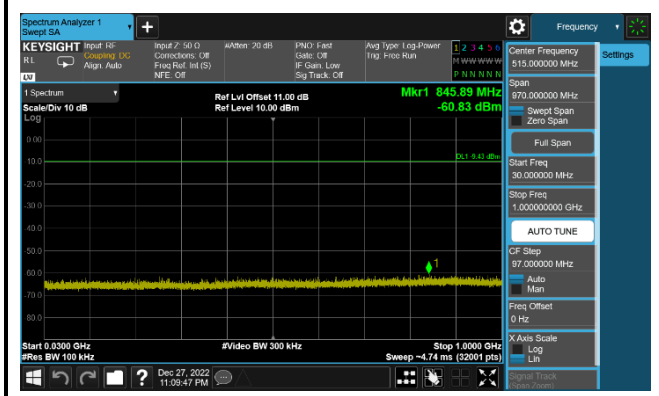 Spectrum Analyzer 1
Swept SA
Frequency
KEYSIGHT
R L
LV
Input: RF
Coupling: DC
Align: Auto
Input Z: 50 Ω
Corrections: Off
Freq Ref: Int (S)
NFE: Off
#Atten: 20 dB
PNO: Fast
Gate: Off
IF Gain: Low
Sig Track: Off
Avg Type: Log-Power
Trig: Free Run
1 2 3 4 5 6
M W W W W W
P N N N N N
1 Spectrum
Scale/Div 10 dB
Log
Ref Lvl Offset 11.00 dB
Ref Level 10.00 dBm
Mkr1 845.89 MHz
-60.83 dBm
0.00
-10.0
-20.0
-30.0
-40.0
-50.0
-60.0
-70.0
-80.0
DL1 -9.43 dBm
1
Start 0.0300 GHz
#Res BW 100 kHz
#Video BW 300 kHz
Stop 1.0000 GHz
Sweep ~4.74 ms (32001 pts)
?
Dec 27, 2022
11:09:47 PM
Center Frequency
515.000000 MHz
Settings
Span
970.000000 MHz
Swept Span
Zero Span
Full Span
Start Freq
30.000000 MHz
Stop Freq
1.000000000 GHz
AUTO TUNE
CF Step
97.000000 MHz
Auto
Man
Freq Offset
0 Hz
X Axis Scale
Log
Lin
Signal Track
(Span Zoom)